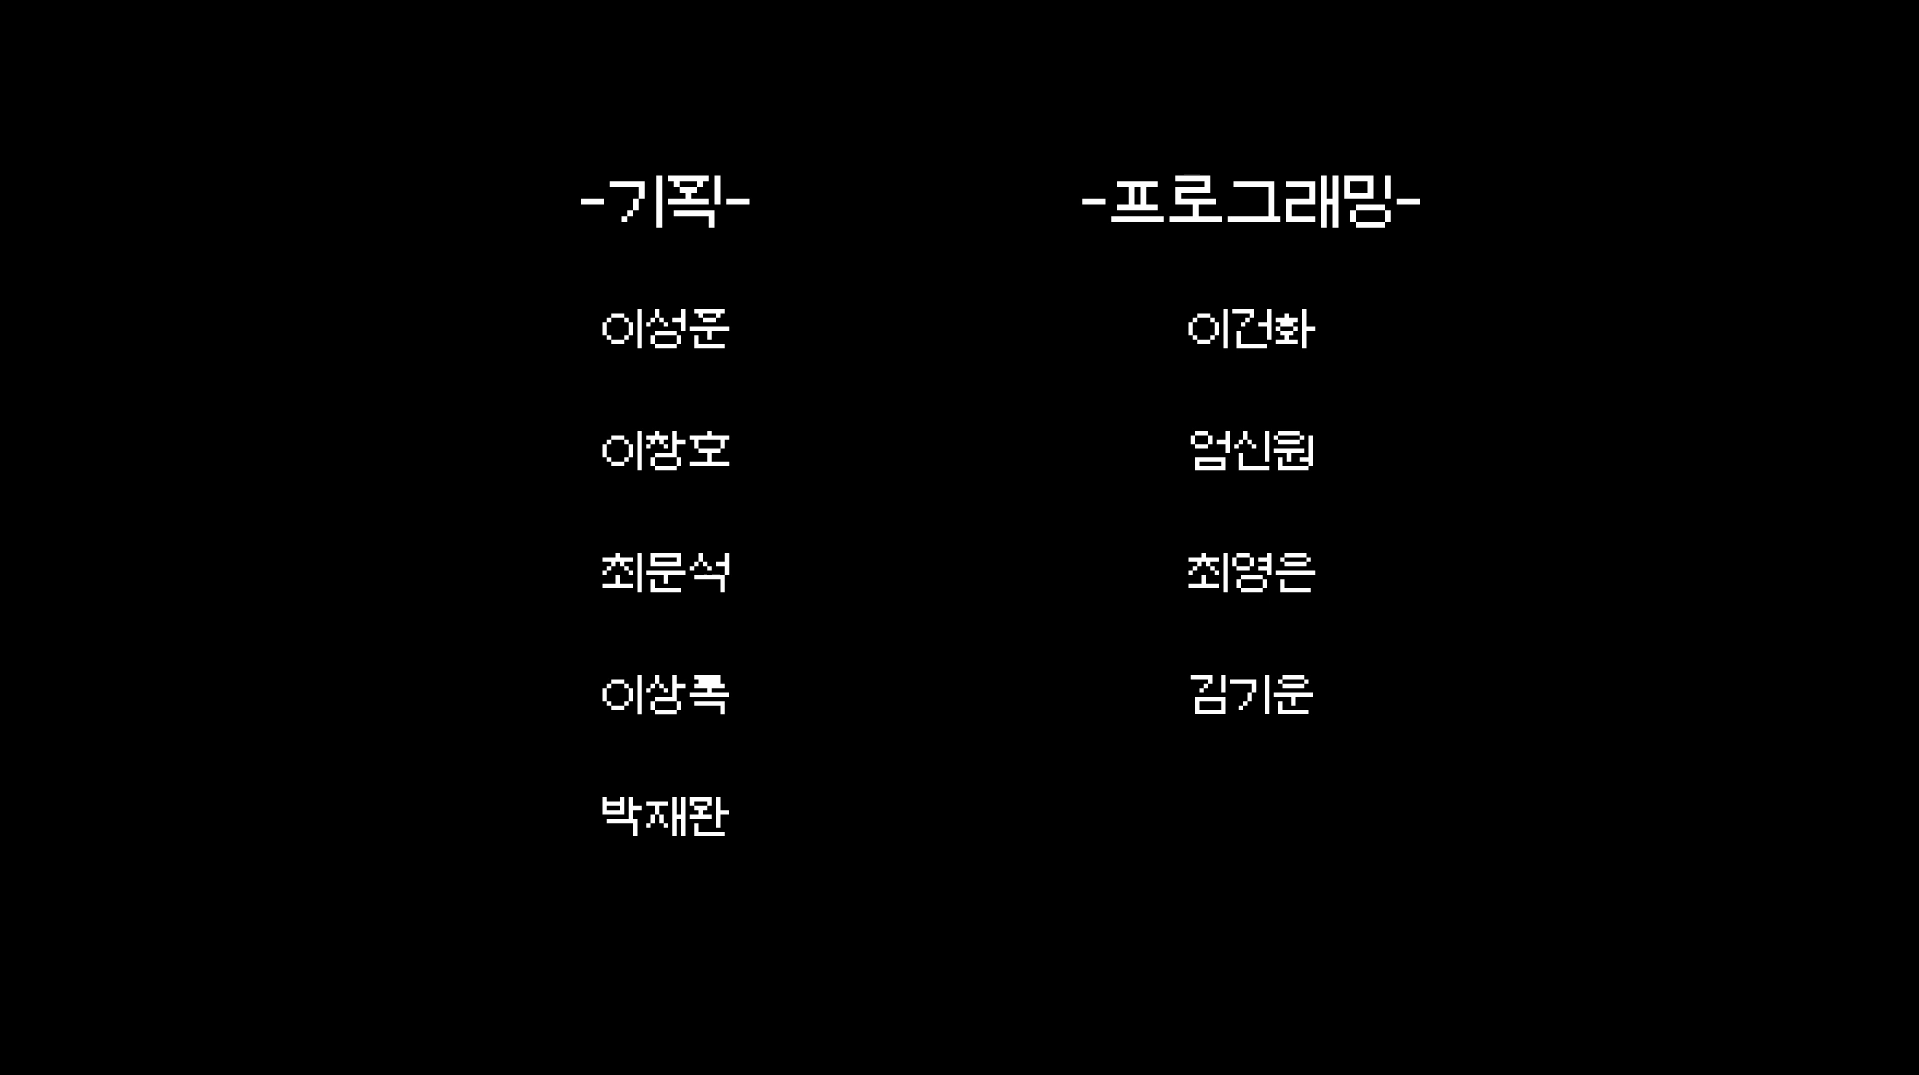 -기획-
이성훈
이창호
최문석
이상록
박재완
-프로그래밍-
이건화
엄신원
최영은
김기운